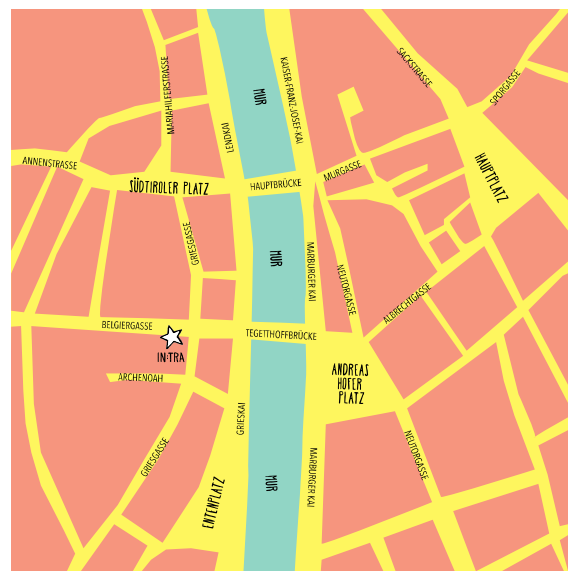 SACKSTRASSE
KAISER-FRANZ-JOSEF-KAI
MARIAHILFERSTRASSE
MUR
SPORGASSE
LENDKAI
ANNENSTRASSE
MURGASSE
HAUPTPLATZ
SÜDTIROLER PLATZ
HAUPTBRÜCKE
GRIESGASSE
MUR
MARBURGER KAI
NEUTORGASSE
ALBRECHTGASSE
BELGIERGASSE
TEGETTHOFFBRÜCKE
IN:TRA
ARCHENOAH
ANDREAS
HOFER
PLATZ
GRIESKAI
GRIESGASSE
NEUTORGASSE
MARBURGER KAI
MUR
ENTENPLATZ